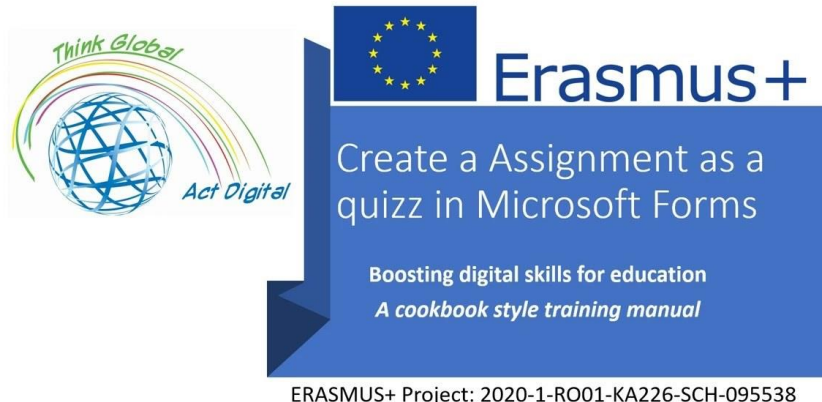 Think Global
Act Digital
Erasmus+
Create a Assignment as a
quizz in Microsoft Forms
Boosting digital skills for education
A cookbook style training manual
ERASMUS+ Project: 2020-1-RO01-KA226-SCH-095538